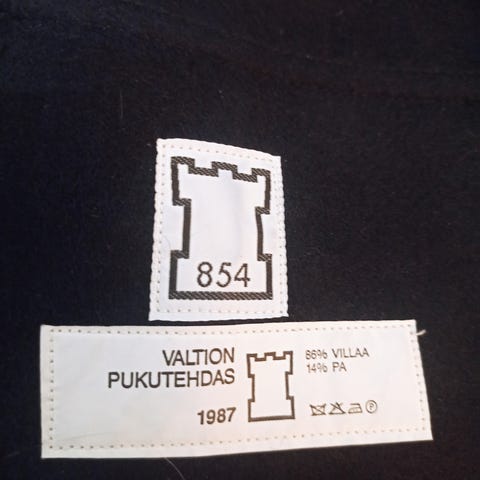 854
VALTION
PUKUTEHDAS
1987
86% VILLAA
14% PA
P